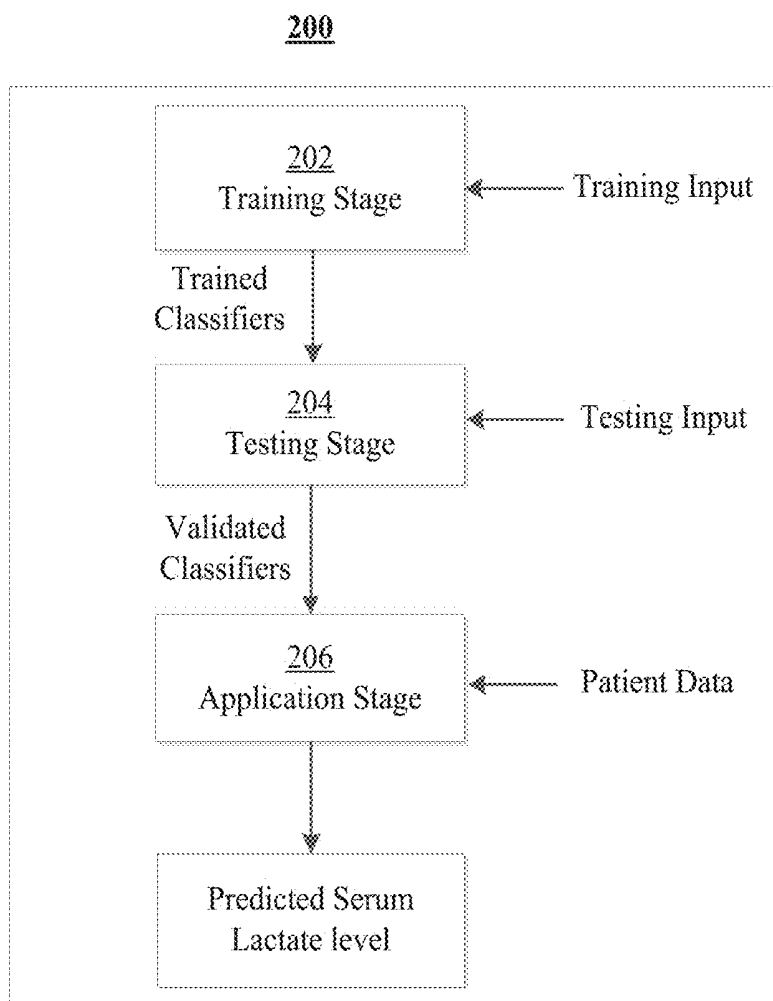 200
202
Training Stage
Training Input
Trained
Classifiers
204
Testing Stage
Testing Input
Validated
Classifiers
206
Application Stage
Patient Data
Predicted Serum
Lactate level